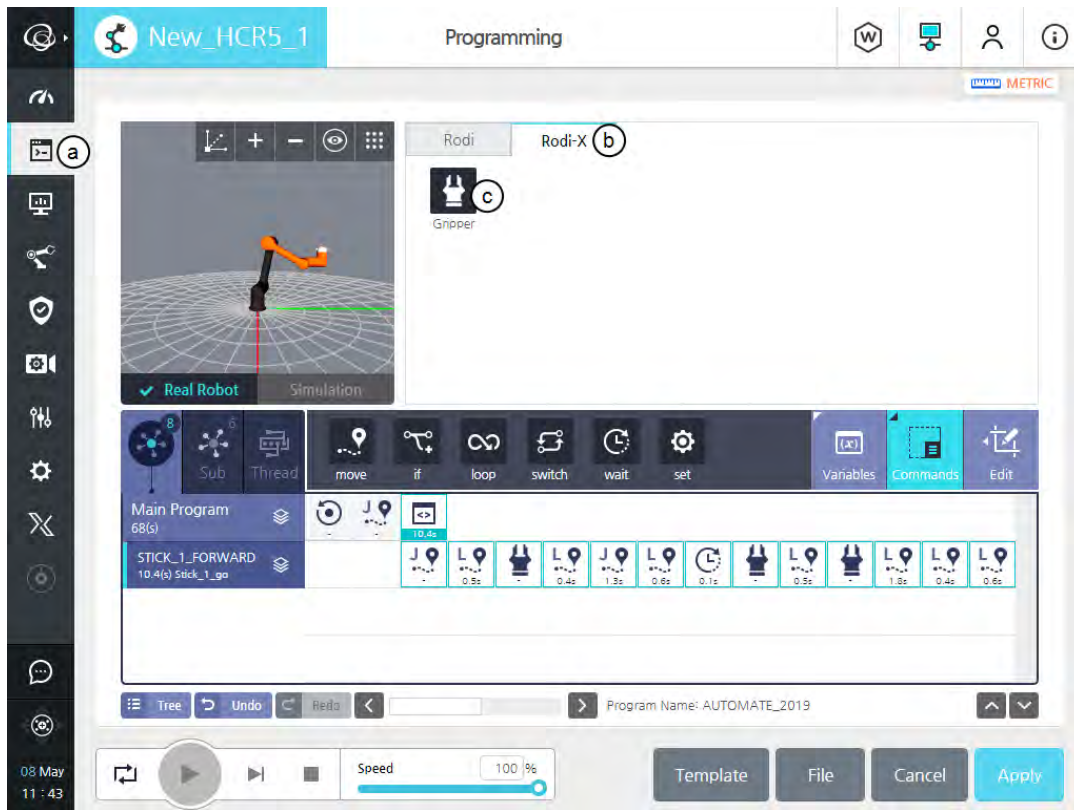 New_HCR5_1
Programming
W
METRIC
a
Rodi
Rodi-X
b
c
Gripper
Real Robot
Simulation
8
Sub
6
Thread
move
if
loop
switch
wait
set
(x)
Variables
Commands
Edit
Main Program
68(s)
J
- -
10.4s
STICK_1_FORWARD
10.4(s) Stick_1_go
J L L J L L L L L
- 0.5s 0.4s 1.3s 0.6s 0.1s 0.5s 1.8s 0.4s 0.6s
Tree
Undo
Redo
Program Name: AUTOMATE_2019
08 May
11 : 43
Speed
100 %
Template
File
Cancel
Apply